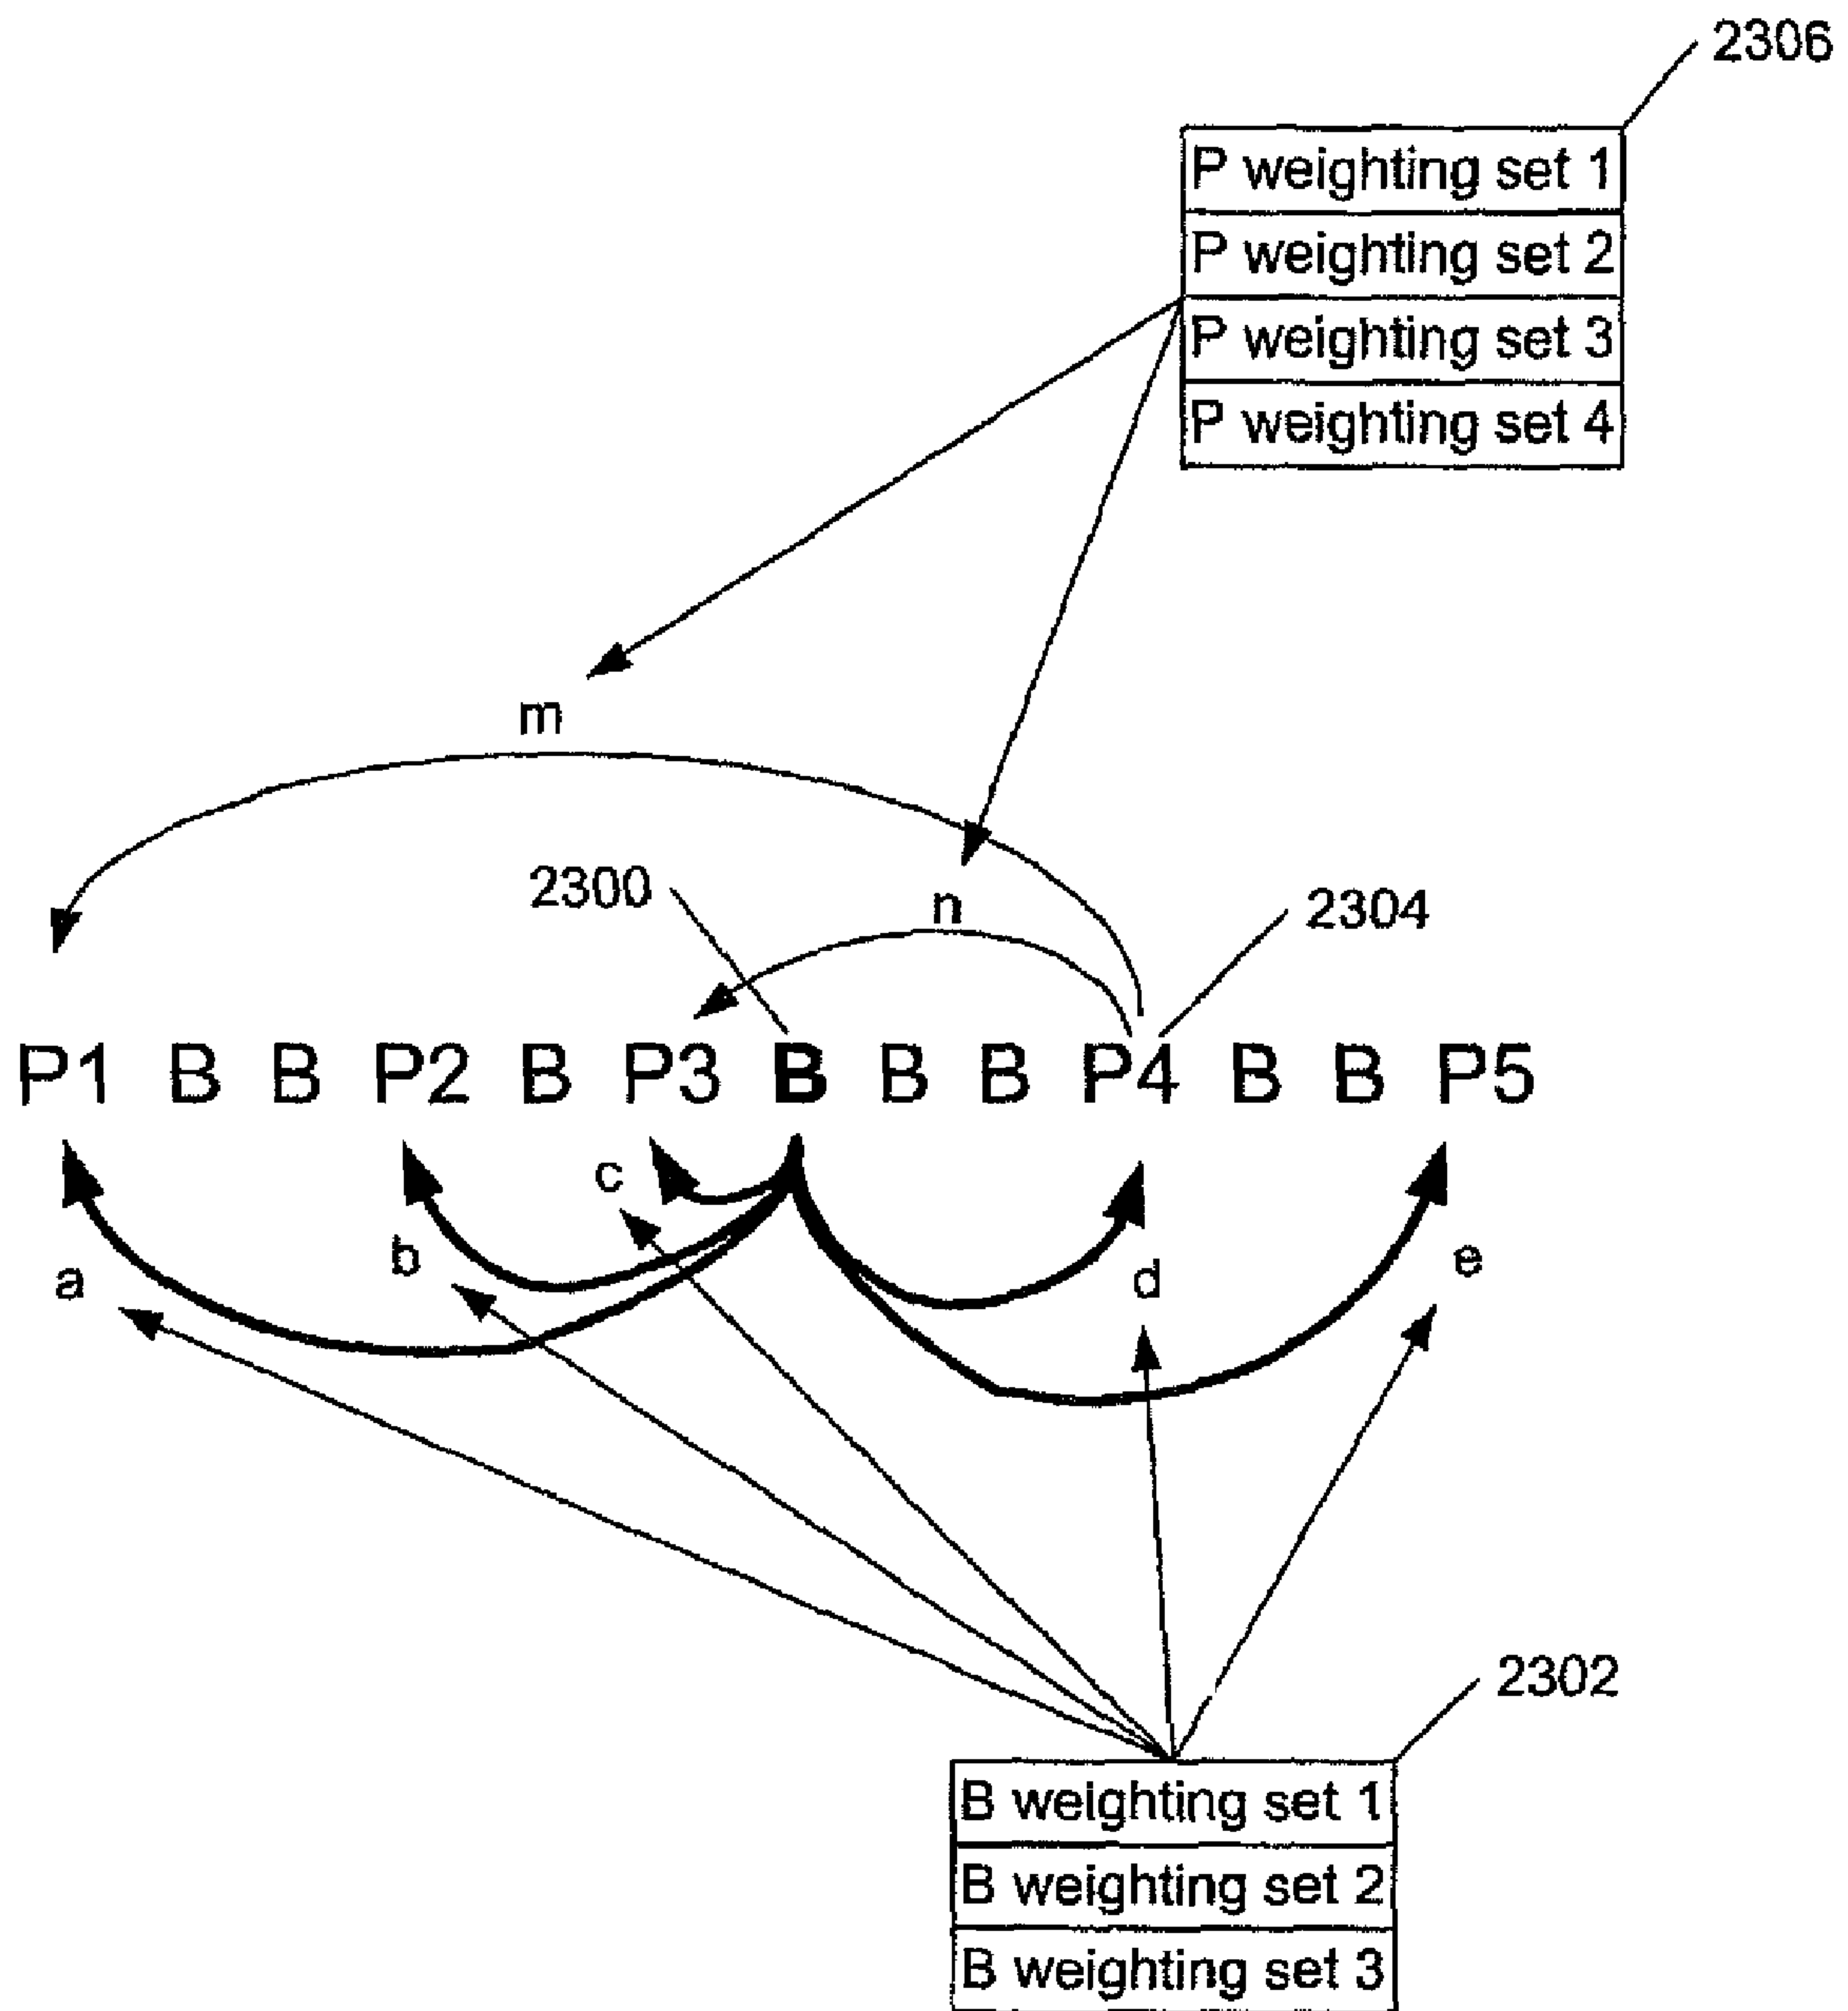 2306
P weighting set 1
P weighting set 2
P weighting set 3
P weighting set 4
m
2300
n
2304
P1 B B P2 B P3 B B B P4 B B P5
c
b
a
d
e
2302
B weighting set 1
B weighting set 2
B weighting set 3